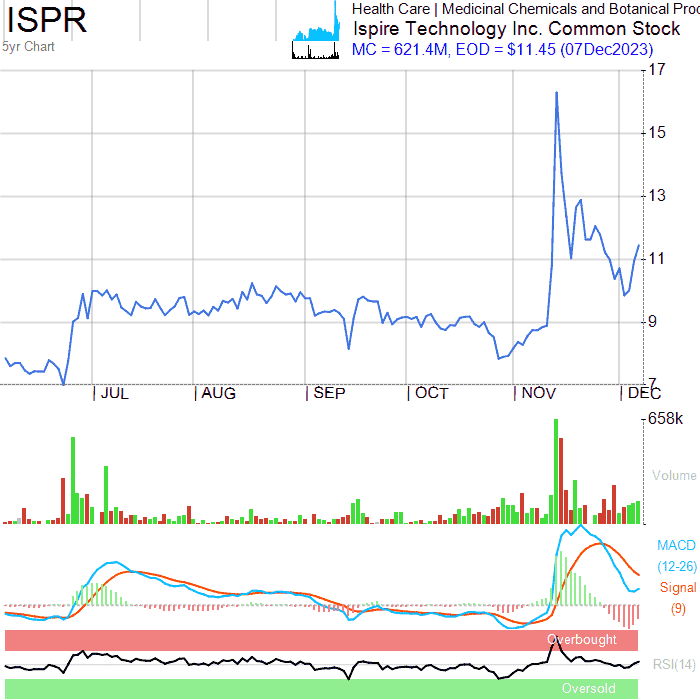 ISPR
5yr Chart
Health Care | Medicinal Chemicals and Botanical Pro
Ispire Technology Inc. Common Stock
MC = 621.4M, EOD = $11.45 (07Dec2023)
17
15
13
11
9
7
JUL AUG SEP OCT NOV DEC
658k
Volume
MACD
(12-26)
Signal
(9)
Overbought
RSI(14)
Oversold